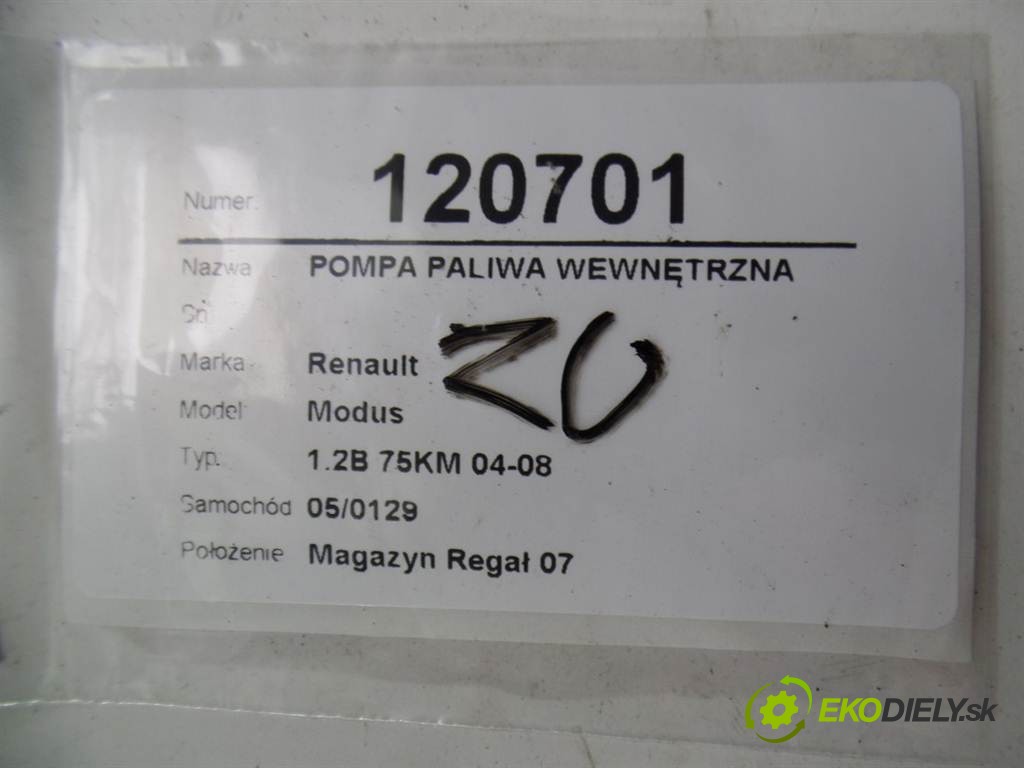 Numer. 120701
Nazwa POMPA PALIWA WEWNĘTRZNA
Sn
Marka Renault
ZU
Model Modus
Typ. 1.2B 75KM 04-08
Samochód 05/0129
Położenie Magazyn Regał 07
EKODIELY.sk